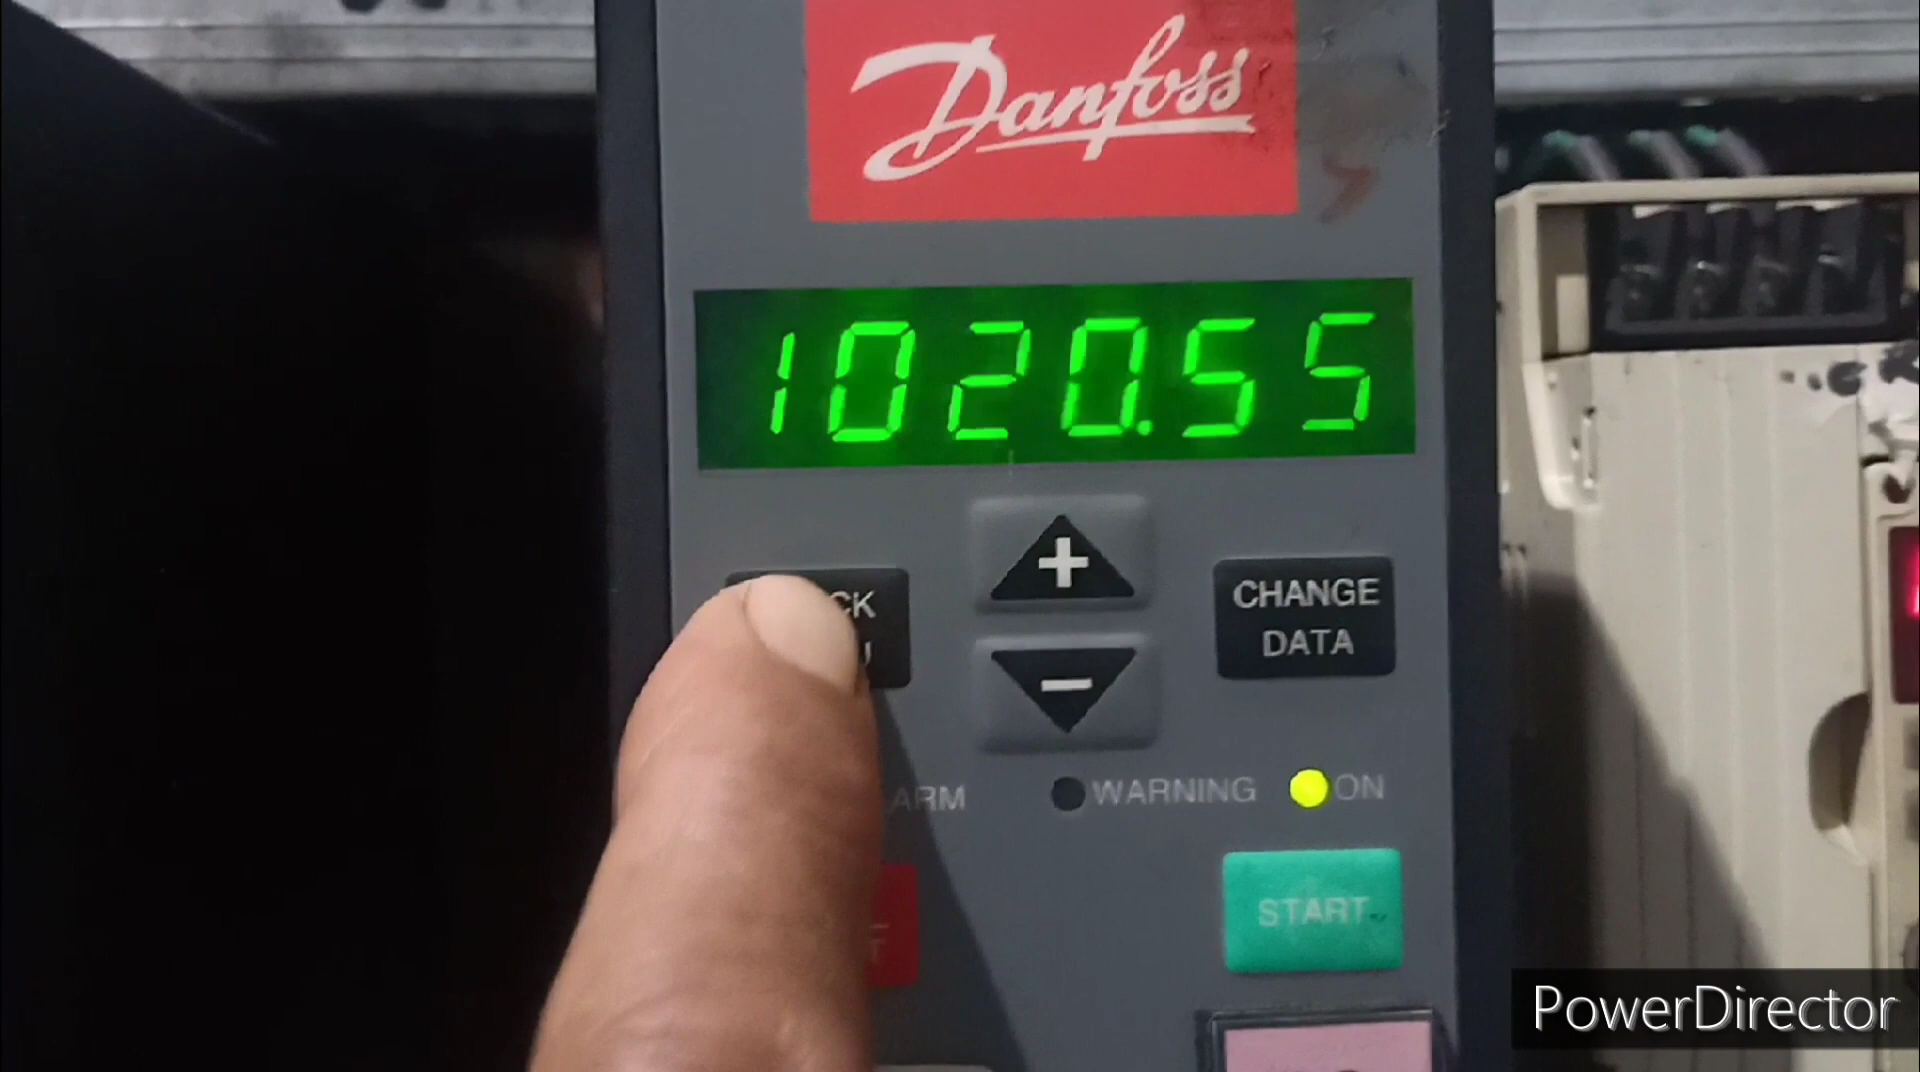 Danfoss
1020.55
+
CHANGE
DATA
-
WARNING
ON
START
PowerDirector